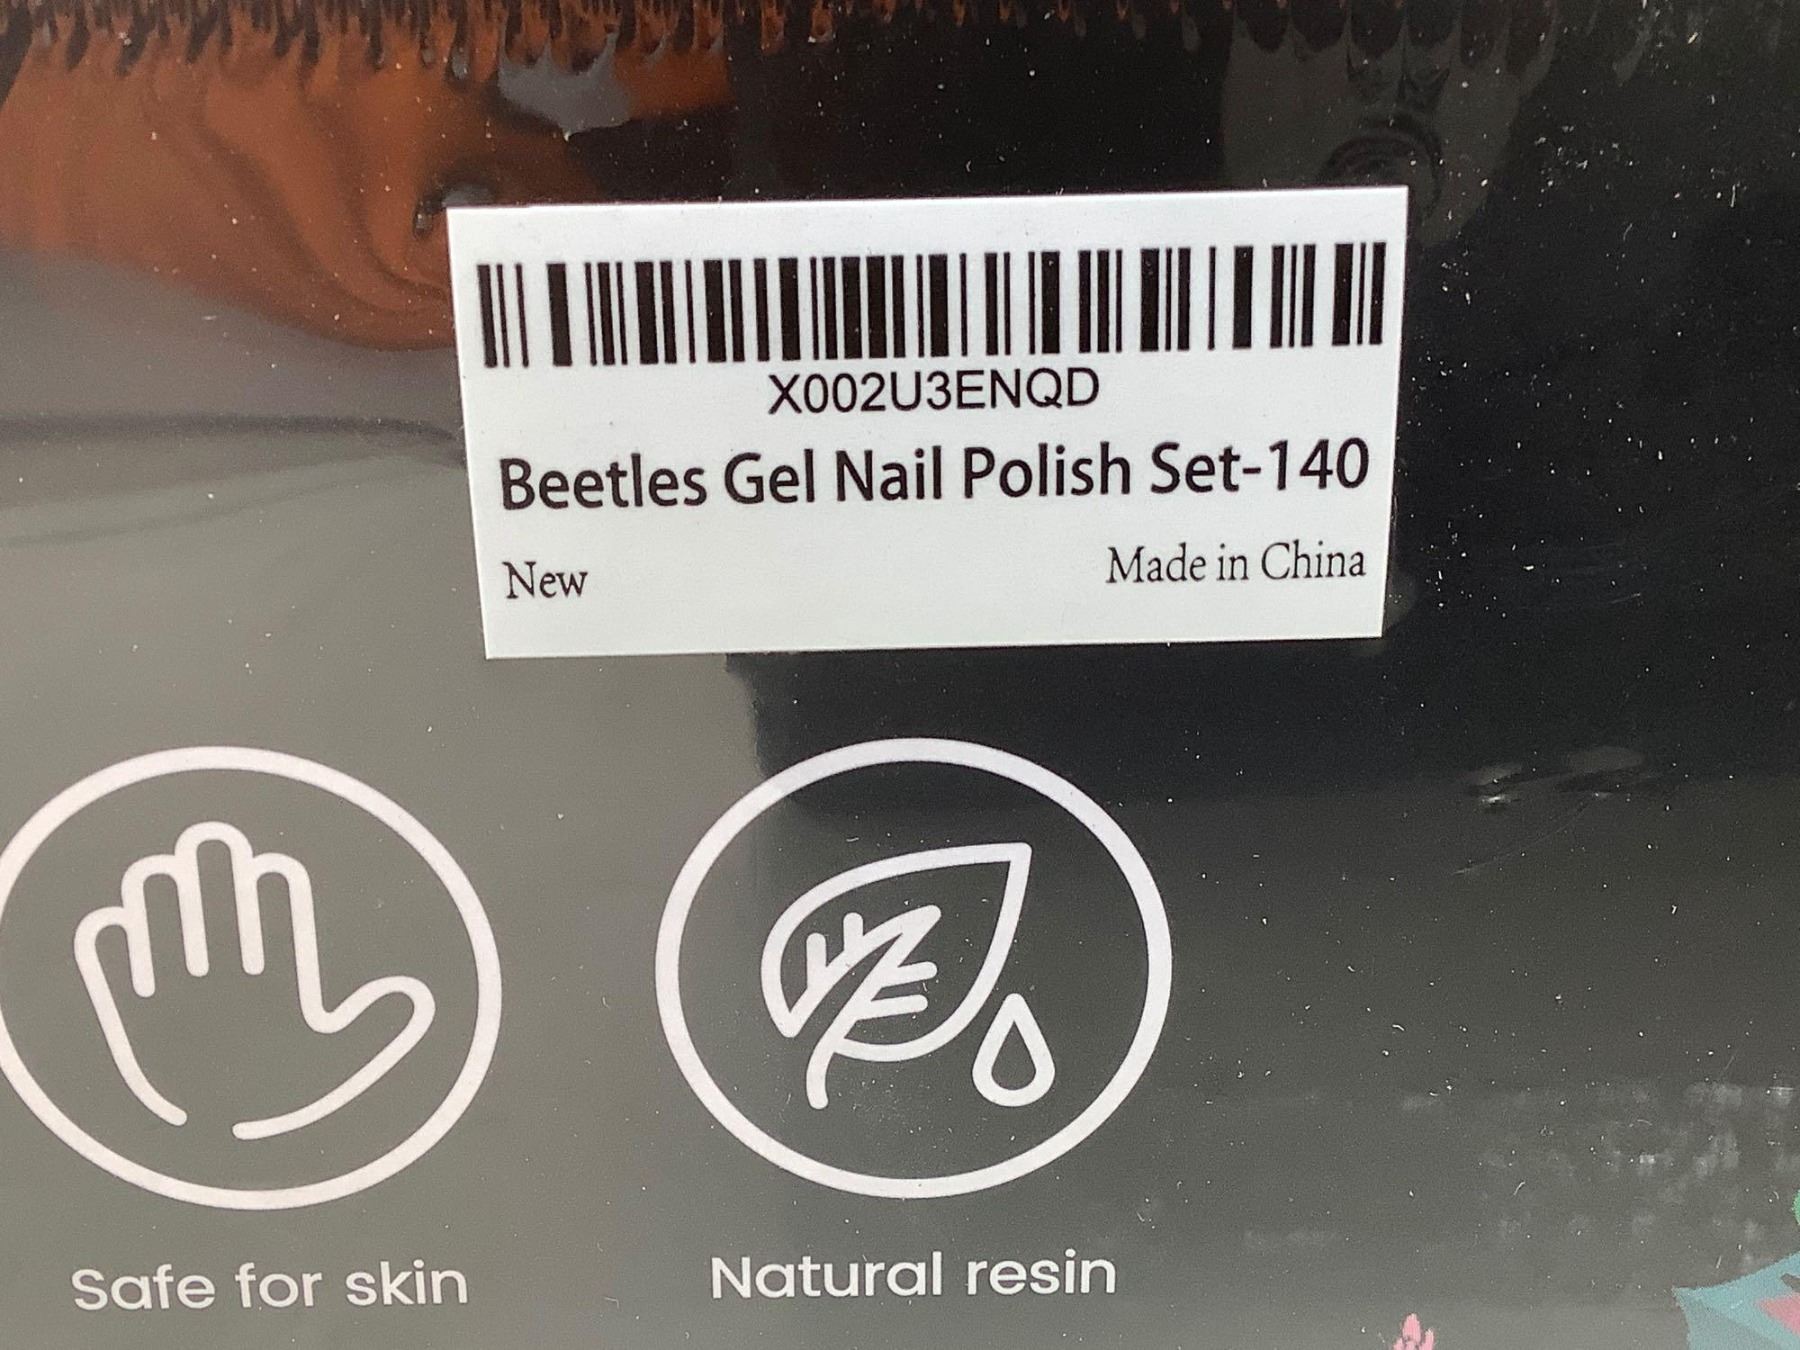 X002U3ENQD
Beetles Gel Nail Polish Set-140
New
Made in China
Safe for skin
Natural resin